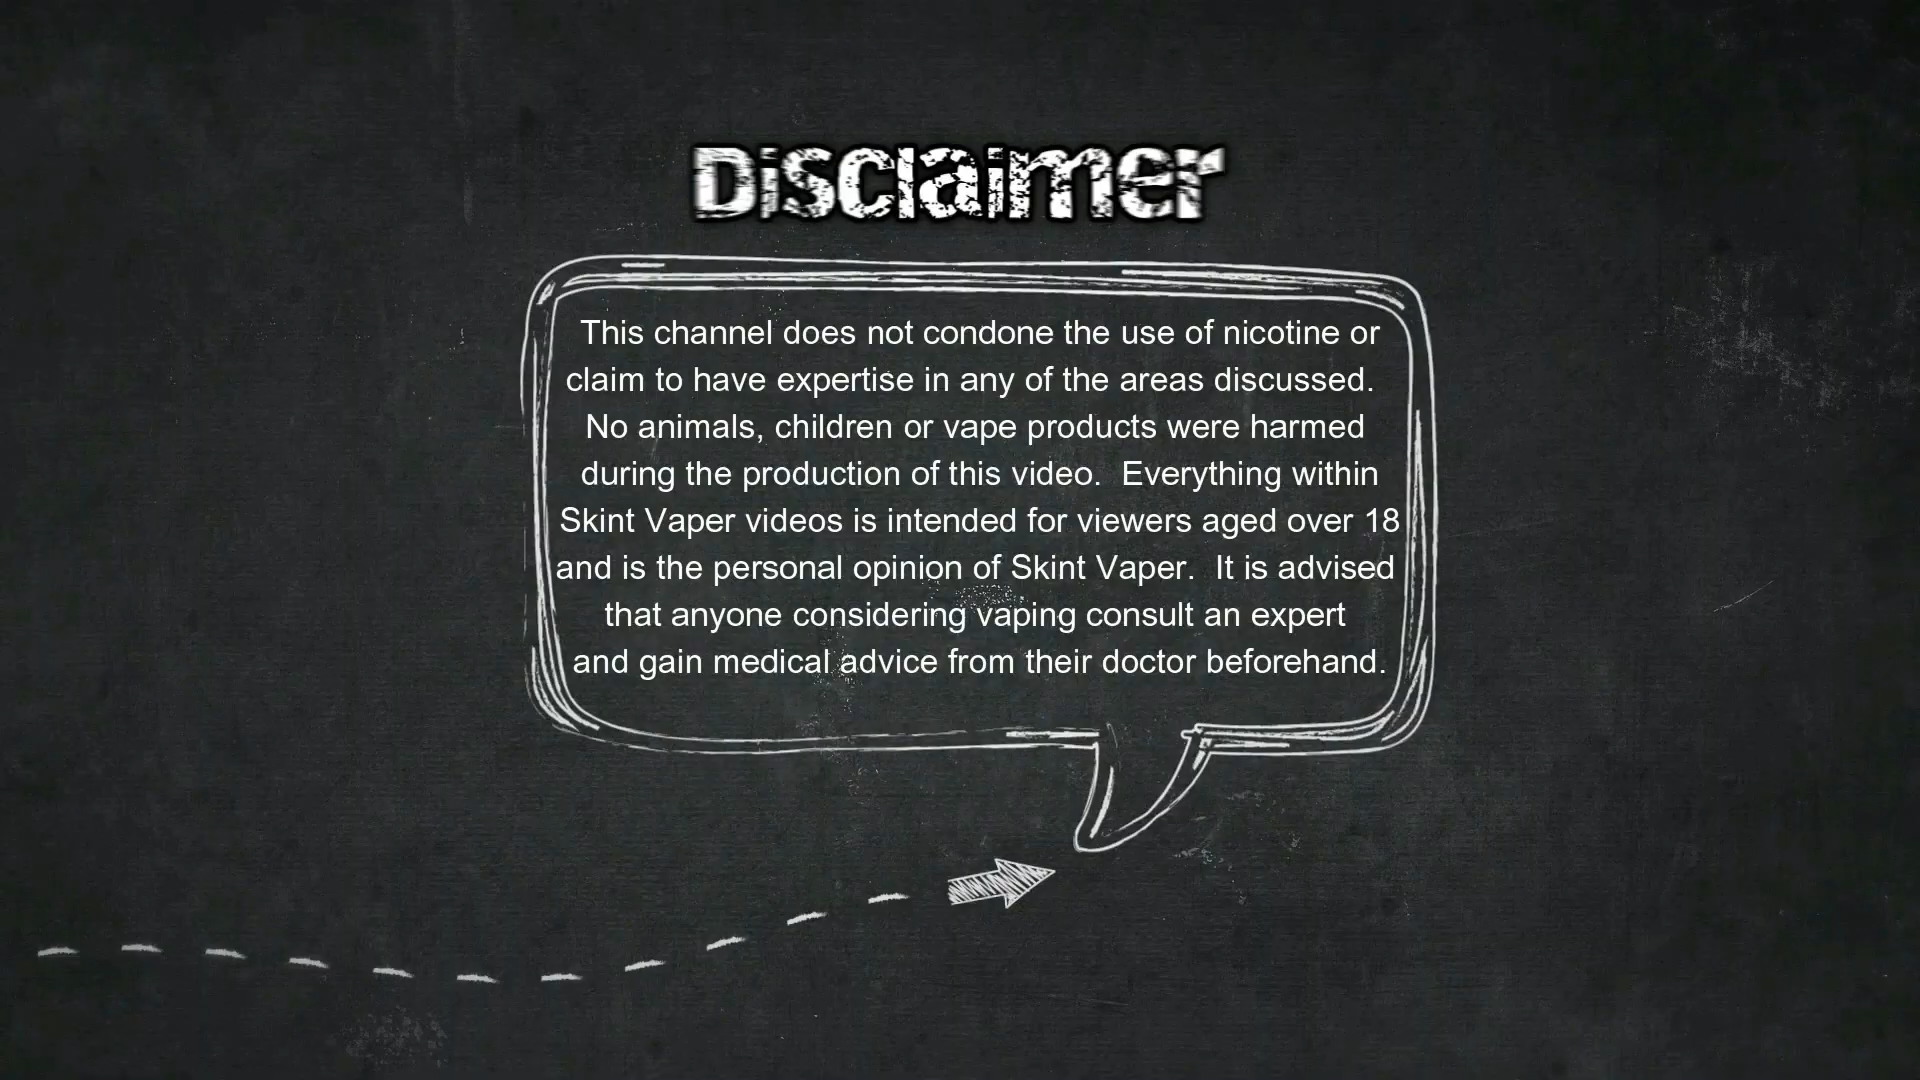 Disclaimer
This channel does not condone the use of nicotine or
claim to have expertise in any of the areas discussed.
No animals, children or vape products were harmed
during the production of this video.  Everything within
Skint Vaper videos is intended for viewers aged over 18
and is the personal opinion of Skint Vaper.  It is advised
that anyone considering vaping consult an expert
and gain medical advice from their doctor beforehand.